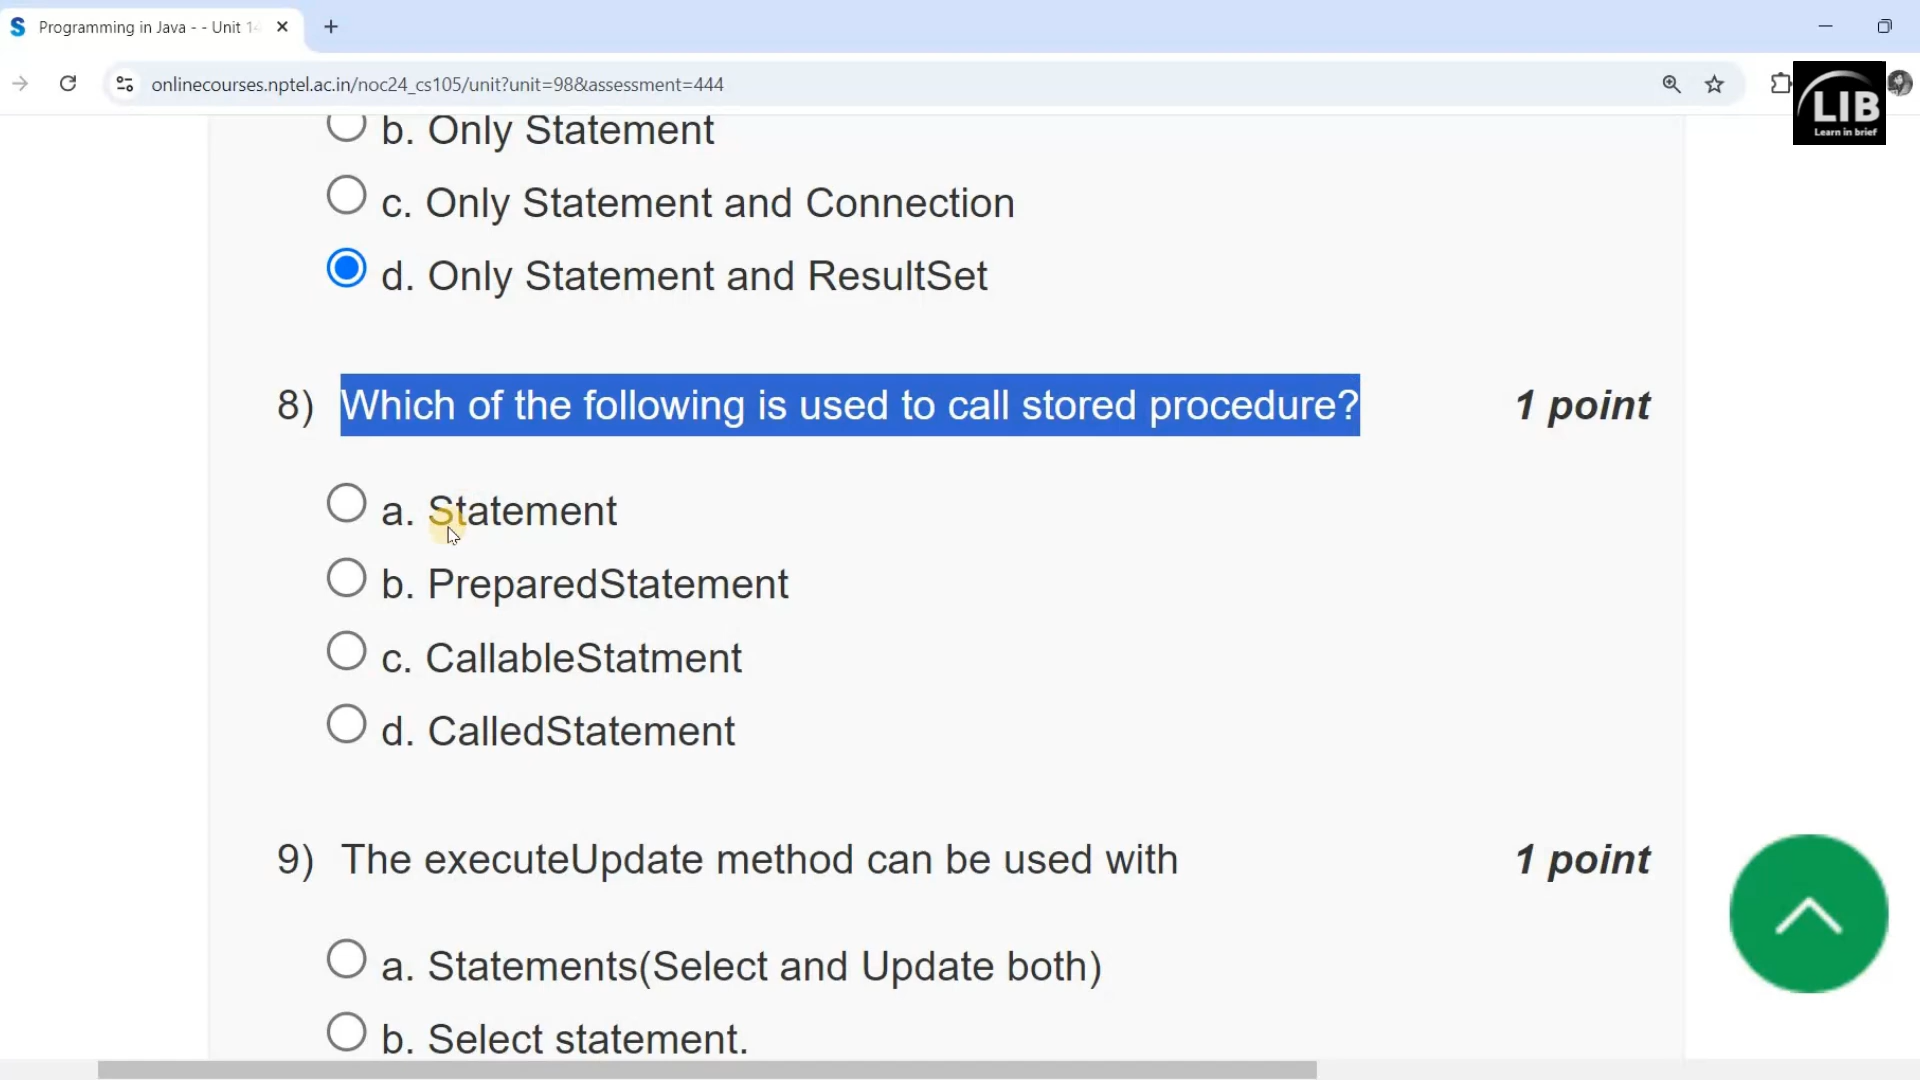 Programming in Java - - Unit 14
onlinecourses.nptel.ac.in/noc24_cs105/unit?unit=98&assessment=444
LIB
Learn in brief
b. Only Statement
c. Only Statement and Connection
d. Only Statement and ResultSet
8) Which of the following is used to call stored procedure? 1 point
a. Statement
b. PreparedStatement
c. CallableStatment
d. CalledStatement
9) The executeUpdate method can be used with 1 point
a. Statements(Select and Update both)
b. Select statement.